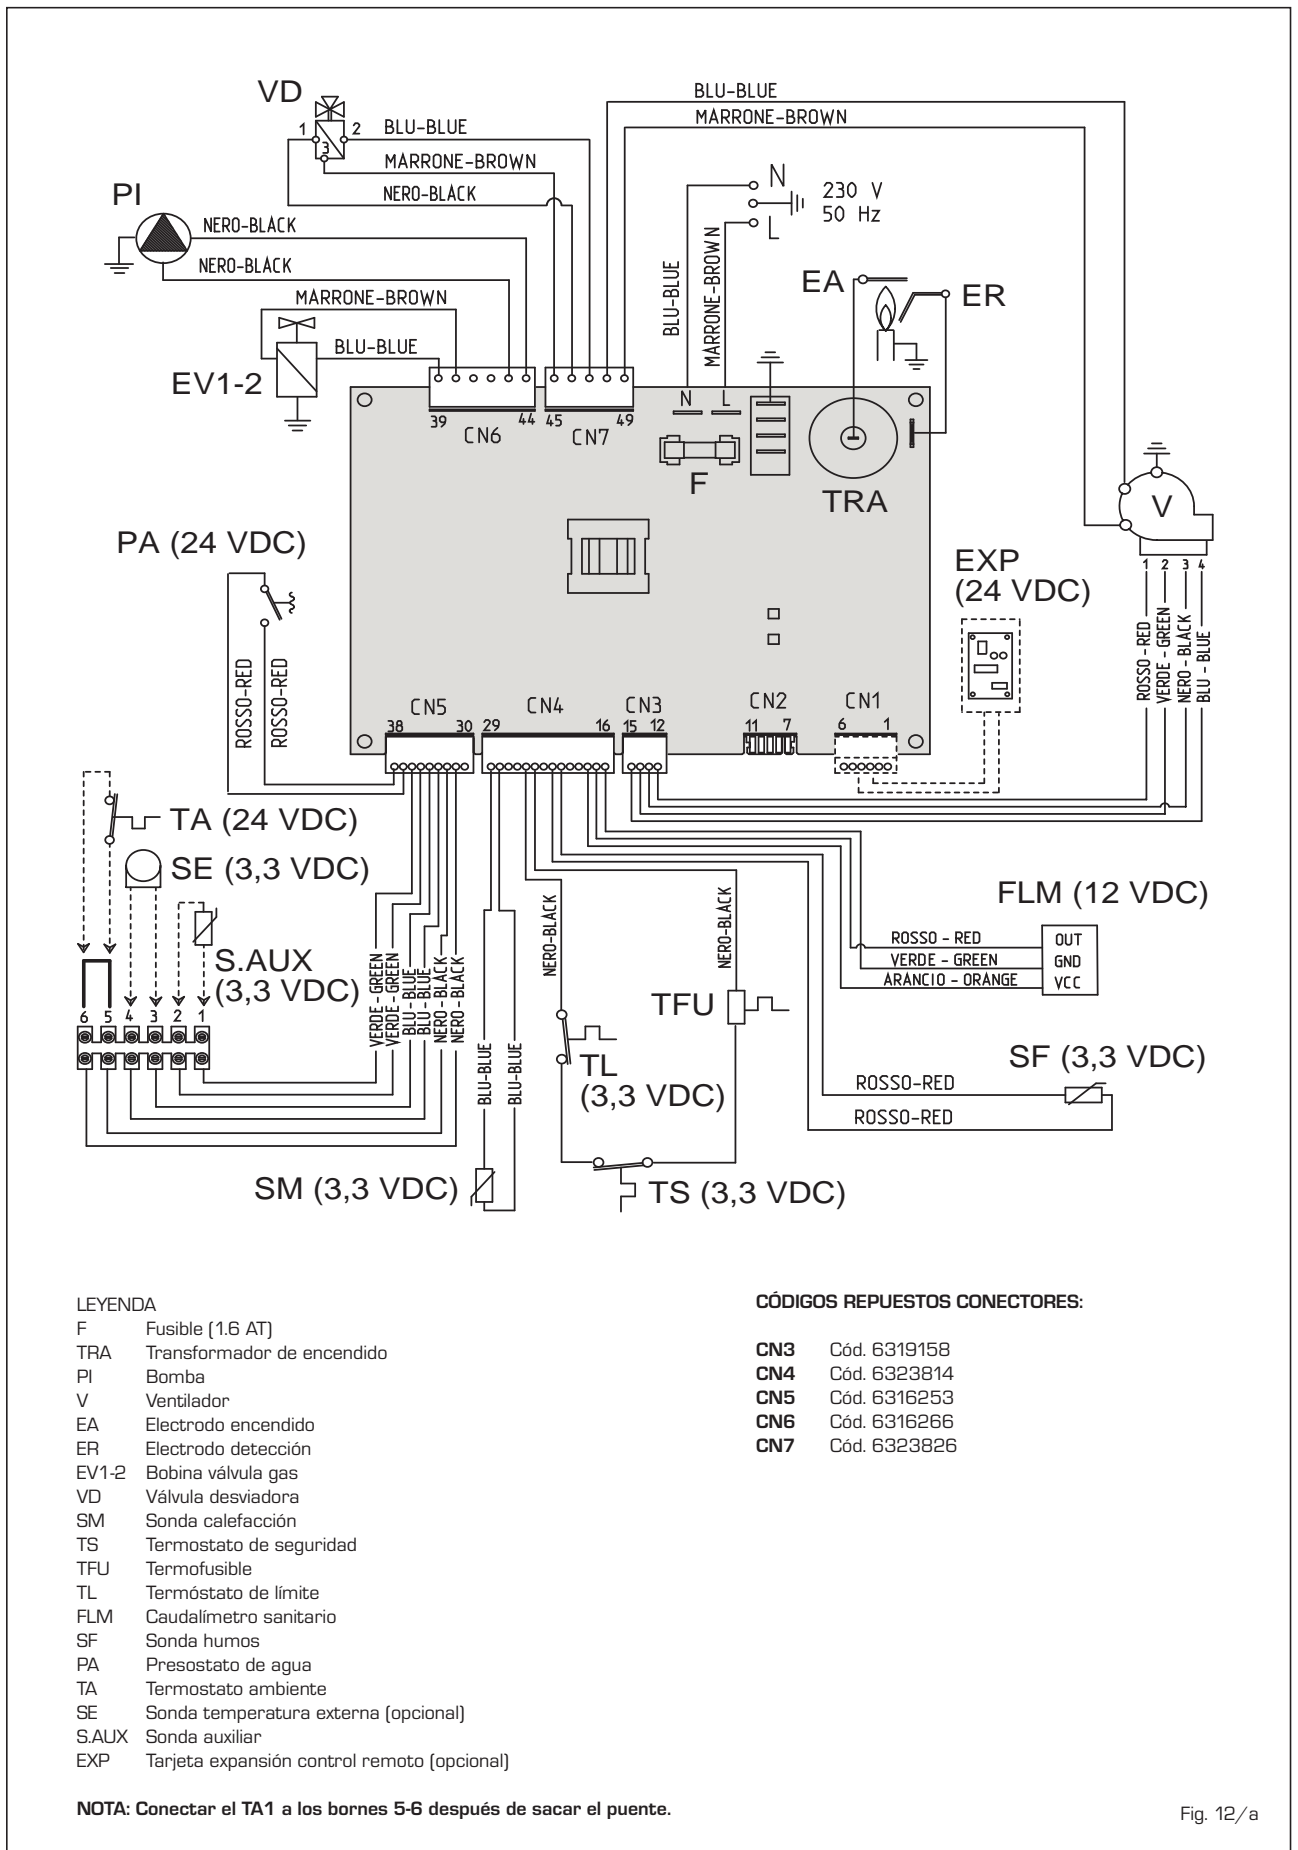 VD
1
2
3
BLU-BLUE
MARRONE-BROWN
NERO-BLACK
BLU-BLUE
MARRONE-BROWN
PI
NERO-BLACK
NERO-BLACK
MARRONE-BROWN
BLU-BLUE
EV1-2
N
L
230 V
50 Hz
BLU-BLUE
MARRONE-BROWN
EA
ER
39
44
CN6
45
49
CN7
N
L
F
TRA
V
1
2
3
4
ROSSO-RED
VERDE - GREEN
NERO - BLACK
BLU - BLUE
PA (24 VDC)
ROSSO-RED
ROSSO-RED
EXP
(24 VDC)
CN5
38
30
CN4
29
16
CN3
15
12
CN2
11
7
CN1
6
1
TA (24 VDC)
SE (3,3 VDC)
S.AUX
(3,3 VDC)
6
5
4
3
2
1
VERDE-GREEN
VERDE - GREEN
BLU-BLUE
BLU-BLUE
NERO-BLACK
NERO-BLACK
BLU-BLUE
BLU-BLUE
NERO-BLACK
NERO-BLACK
FLM (12 VDC)
ROSSO - RED
VERDE - GREEN
ARANCIO - ORANGE
OUT
GND
VCC
TFU
TL
(3,3 VDC)
SF (3,3 VDC)
ROSSO-RED
ROSSO-RED
SM (3,3 VDC)
TS (3,3 VDC)
LEYENDA
F Fusible (1.6 AT)
TRA Transformador de encendido
PI Bomba
V Ventilador
EA Electrodo encendido
ER Electrodo detección
EV1-2 Bobina válvula gas
VD Válvula desviadora
SM Sonda calefacción
TS Termostato de seguridad
TFU Termofusible
TL Termóstato de límite
FLM Caudalímetro sanitario
SF Sonda humos
PA Presostato de agua
TA Termostato ambiente
SE Sonda temperatura externa (opcional)
S.AUX Sonda auxiliar
EXP Tarjeta expansión control remoto (opcional)
CÓDIGOS REPUESTOS CONECTORES:
CN3 Cód. 6319158
CN4 Cód. 6323814
CN5 Cód. 6316253
CN6 Cód. 6316266
CN7 Cód. 6323826
NOTA: Conectar el TA1 a los bornes 5-6 después de sacar el puente.
Fig. 12/a